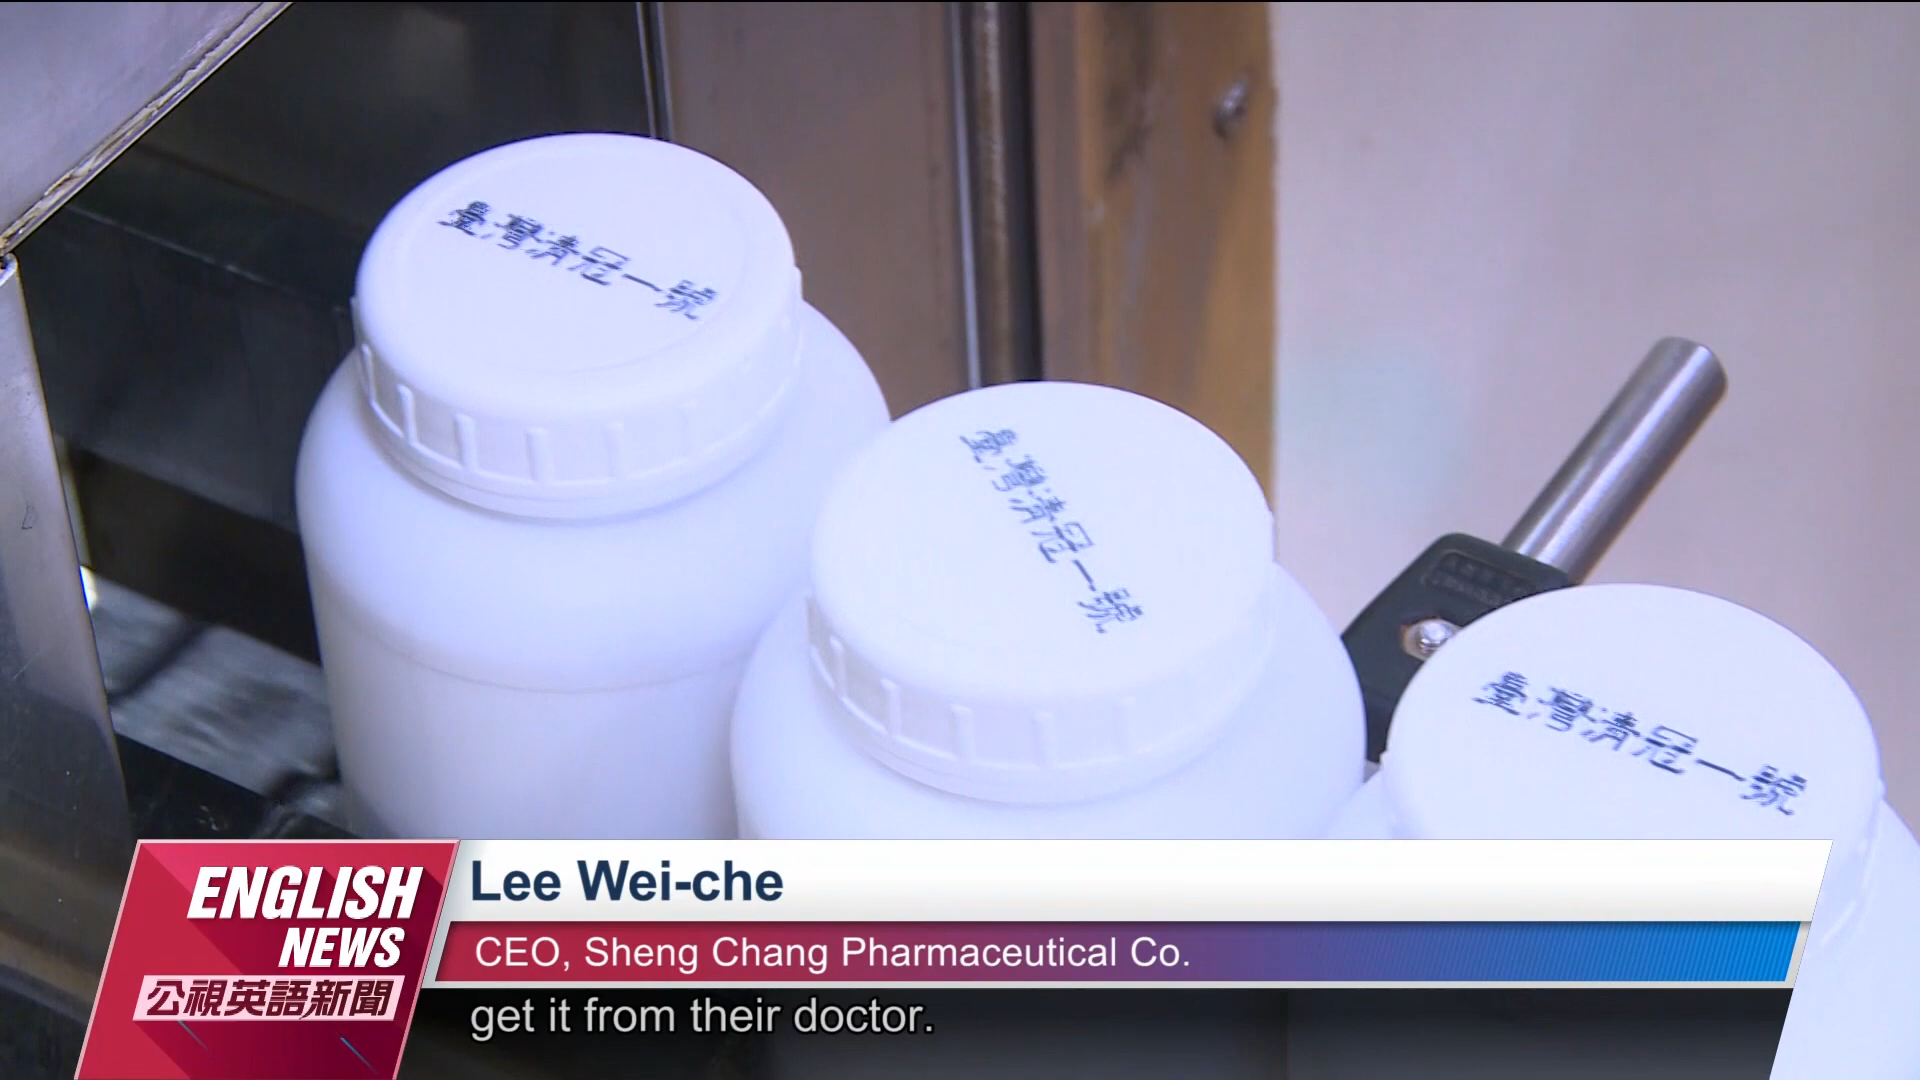 臺灣清冠一號
臺灣清冠一號
臺灣清冠一號
ENGLISH
NEWS
公視英語新聞
Lee Wei-che
CEO, Sheng Chang Pharmaceutical Co.
get it from their doctor.